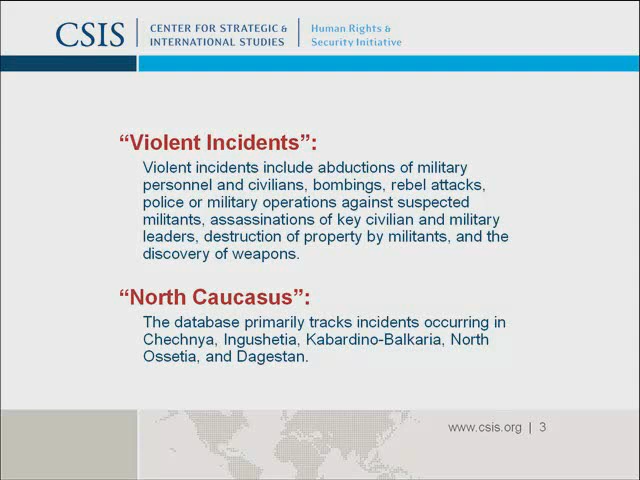 CSIS
CENTER FOR STRATEGIC &
INTERNATIONAL STUDIES
Human Rights &
Security Initiative
“Violent Incidents”:
Violent incidents include abductions of military
personnel and civilians, bombings, rebel attacks,
police or military operations against suspected
militants, assassinations of key civilian and military
leaders, destruction of property by militants, and the
discovery of weapons.
“North Caucasus”:
The database primarily tracks incidents occurring in
Chechnya, Ingushetia, Kabardino-Balkaria, North
Ossetia, and Dagestan.
www.csis.org | 3